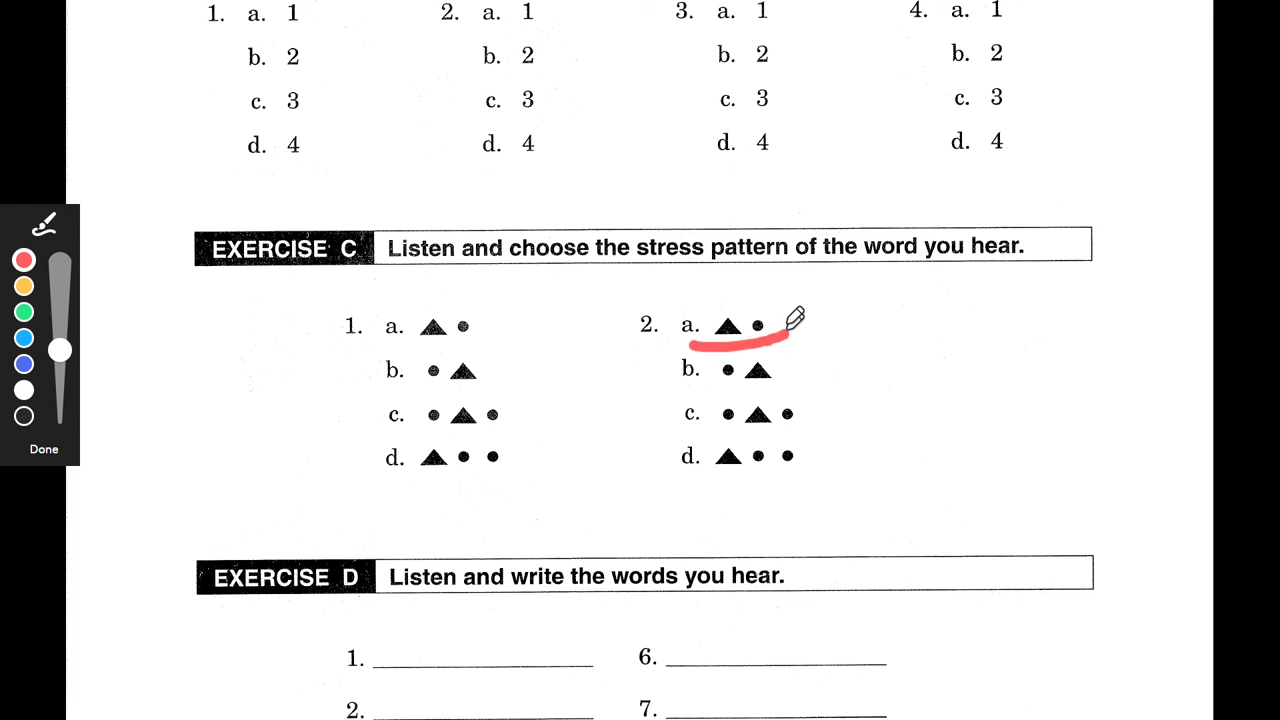 1. a. 1 2. a. 1 3. a. 1 4. a. 1
b. 2 b. 2 b. 2 b. 2
c. 3 c. 3 c. 3 c. 3
d. 4 d. 4 d. 4 d. 4
EXERCISE C Listen and choose the stress pattern of the word you hear.
1. a. ▲ ● 2. a. ▲ ●
b. ● ▲ b. ● ▲
c. ● ▲ ● c. ● ▲ ●
d. ▲ ● ● d. ▲ ● ●
Done
EXERCISE D Listen and write the words you hear.
1. 6.
2. 7.